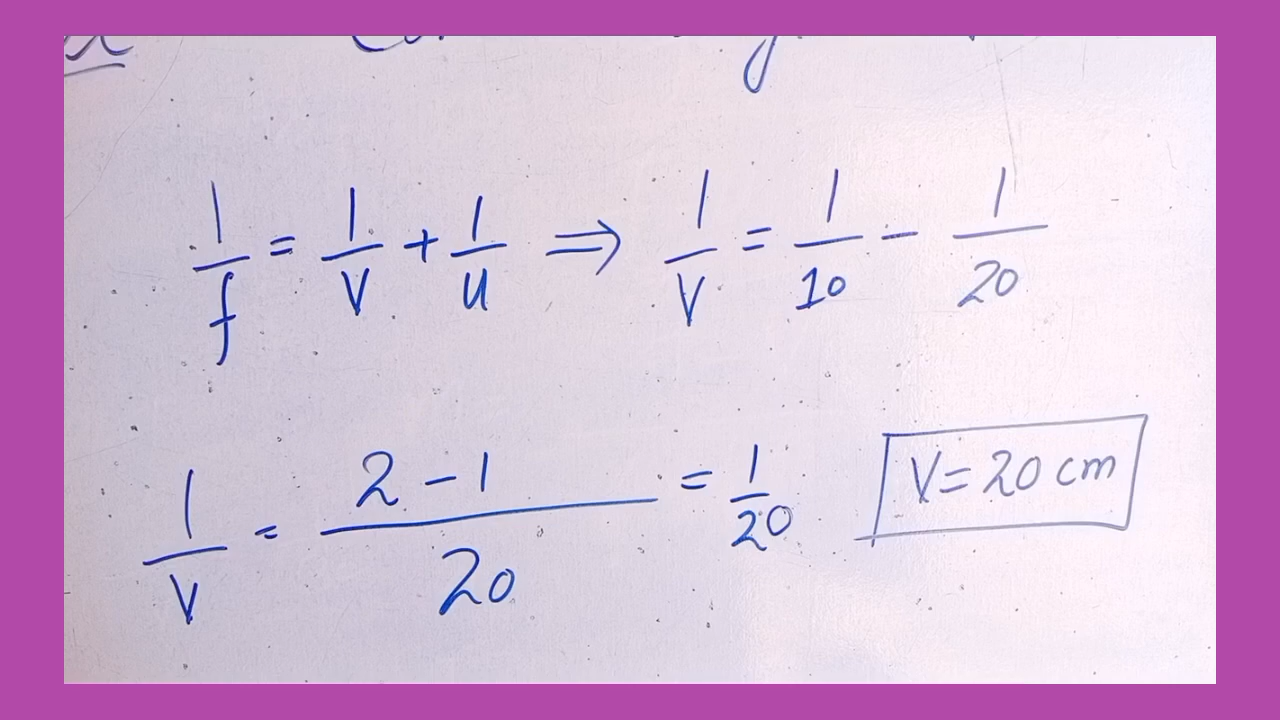 1/f = 1/V + 1/u ⇒ 1/V = 1/10 - 1/20
1/V = 2 - 1/20 = 1/20 V = 20 cm